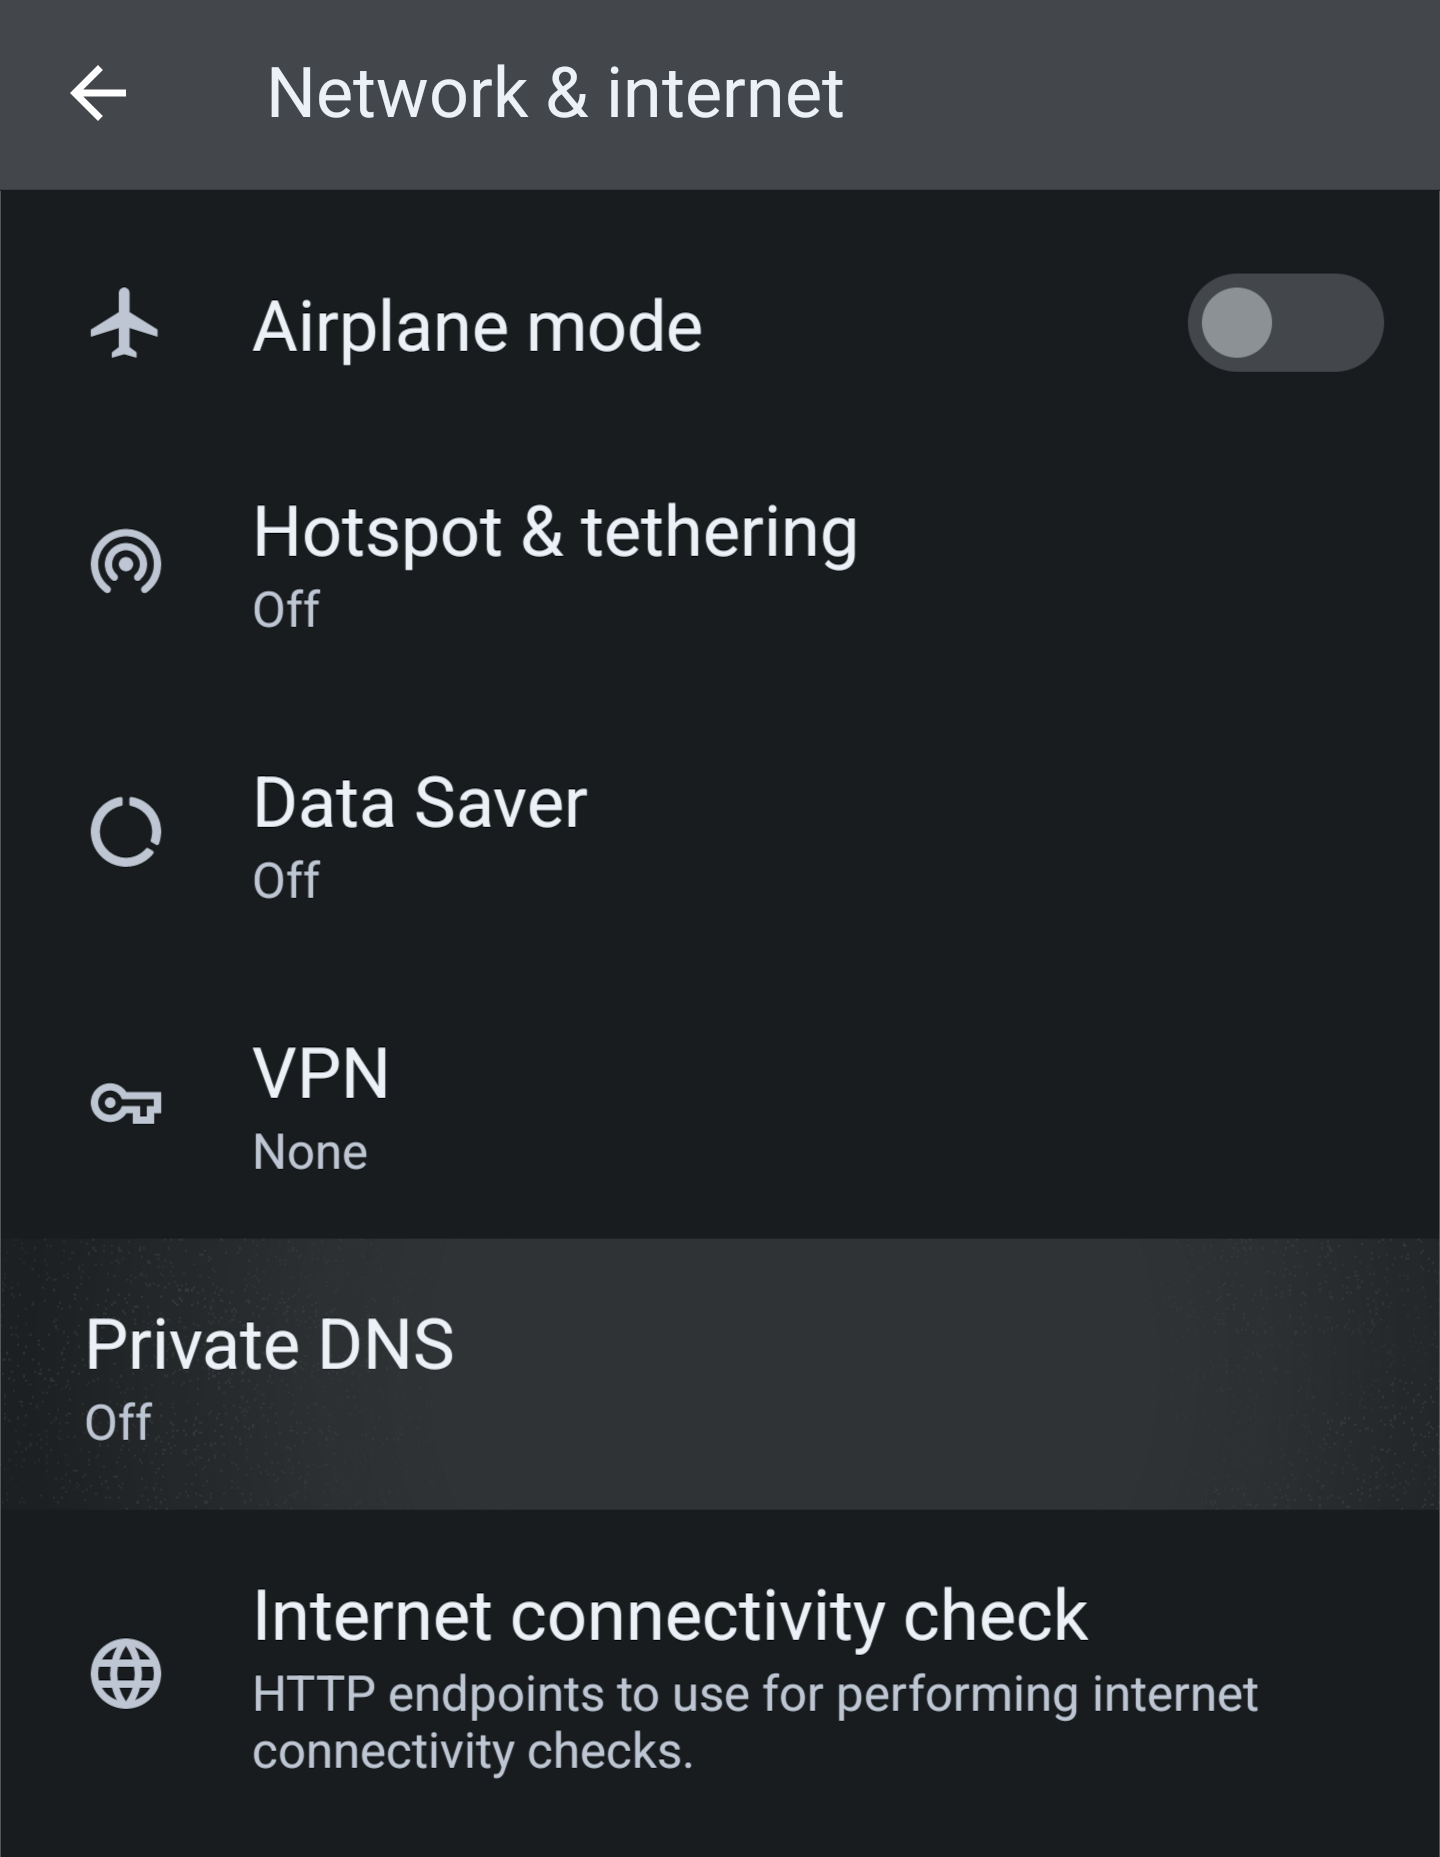 Network & internet
Airplane mode
Hotspot & tethering
Off
Data Saver
Off
VPN
None
Private DNS
Off
Internet connectivity check
HTTP endpoints to use for performing internet
connectivity checks.